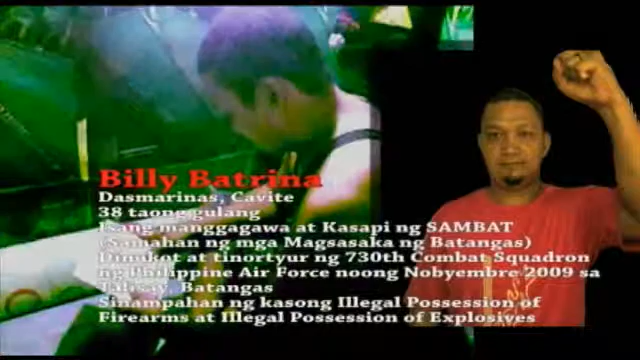 Billy Batrina
Dasmarinas, Cavite
38 taong gulang
Isang manggagawa at Kasapi ng SAMBAT
(Samahan ng mga Magsasaka ng Batangas)
Dinukot at tinortyur ng 730th Combat Squadron
ng Philippine Air Force noong Nobyembre 2009 sa
Talisay, Batangas
Sinampahan ng kasong Illegal Possession of
Firearms at Illegal Possession of Explosives